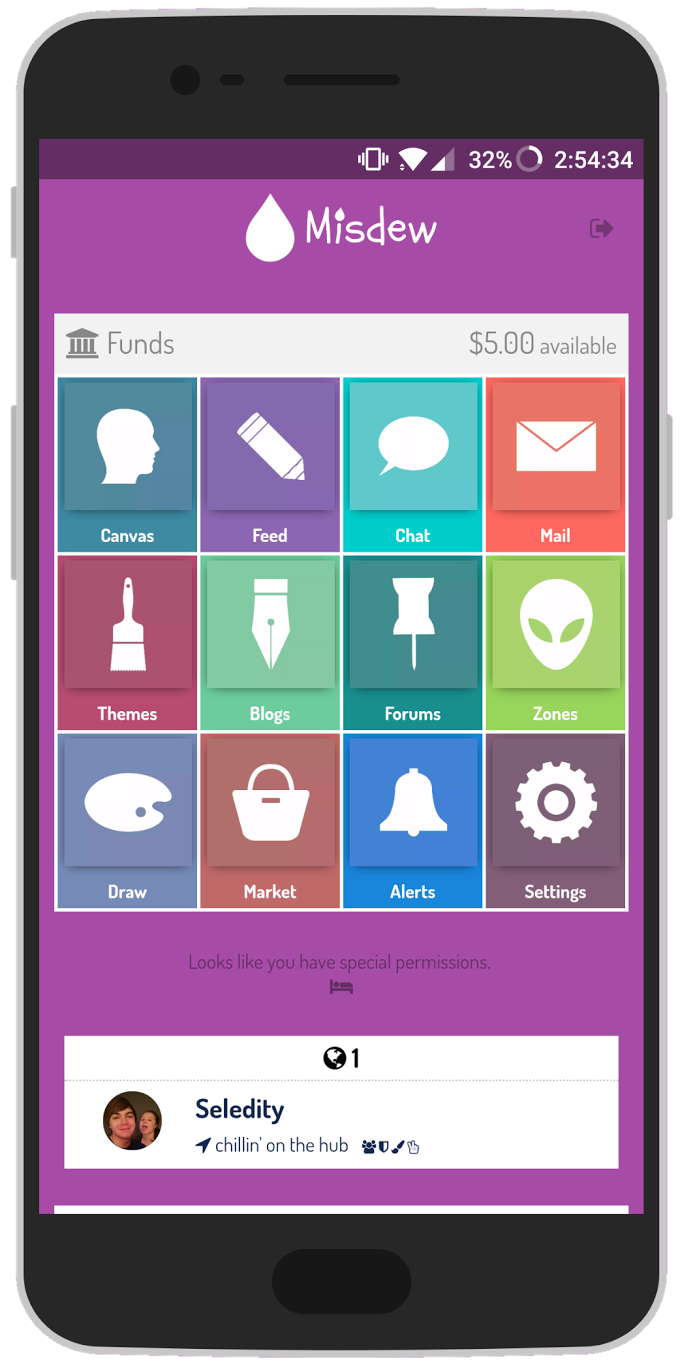 32% 2:54:34
Misdew
Funds $5.00 available
Canvas Feed Chat Mail
Themes Blogs Forums Zones
Draw Market Alerts Settings
Looks like you have special permissions.
1
Seledity
chillin' on the hub